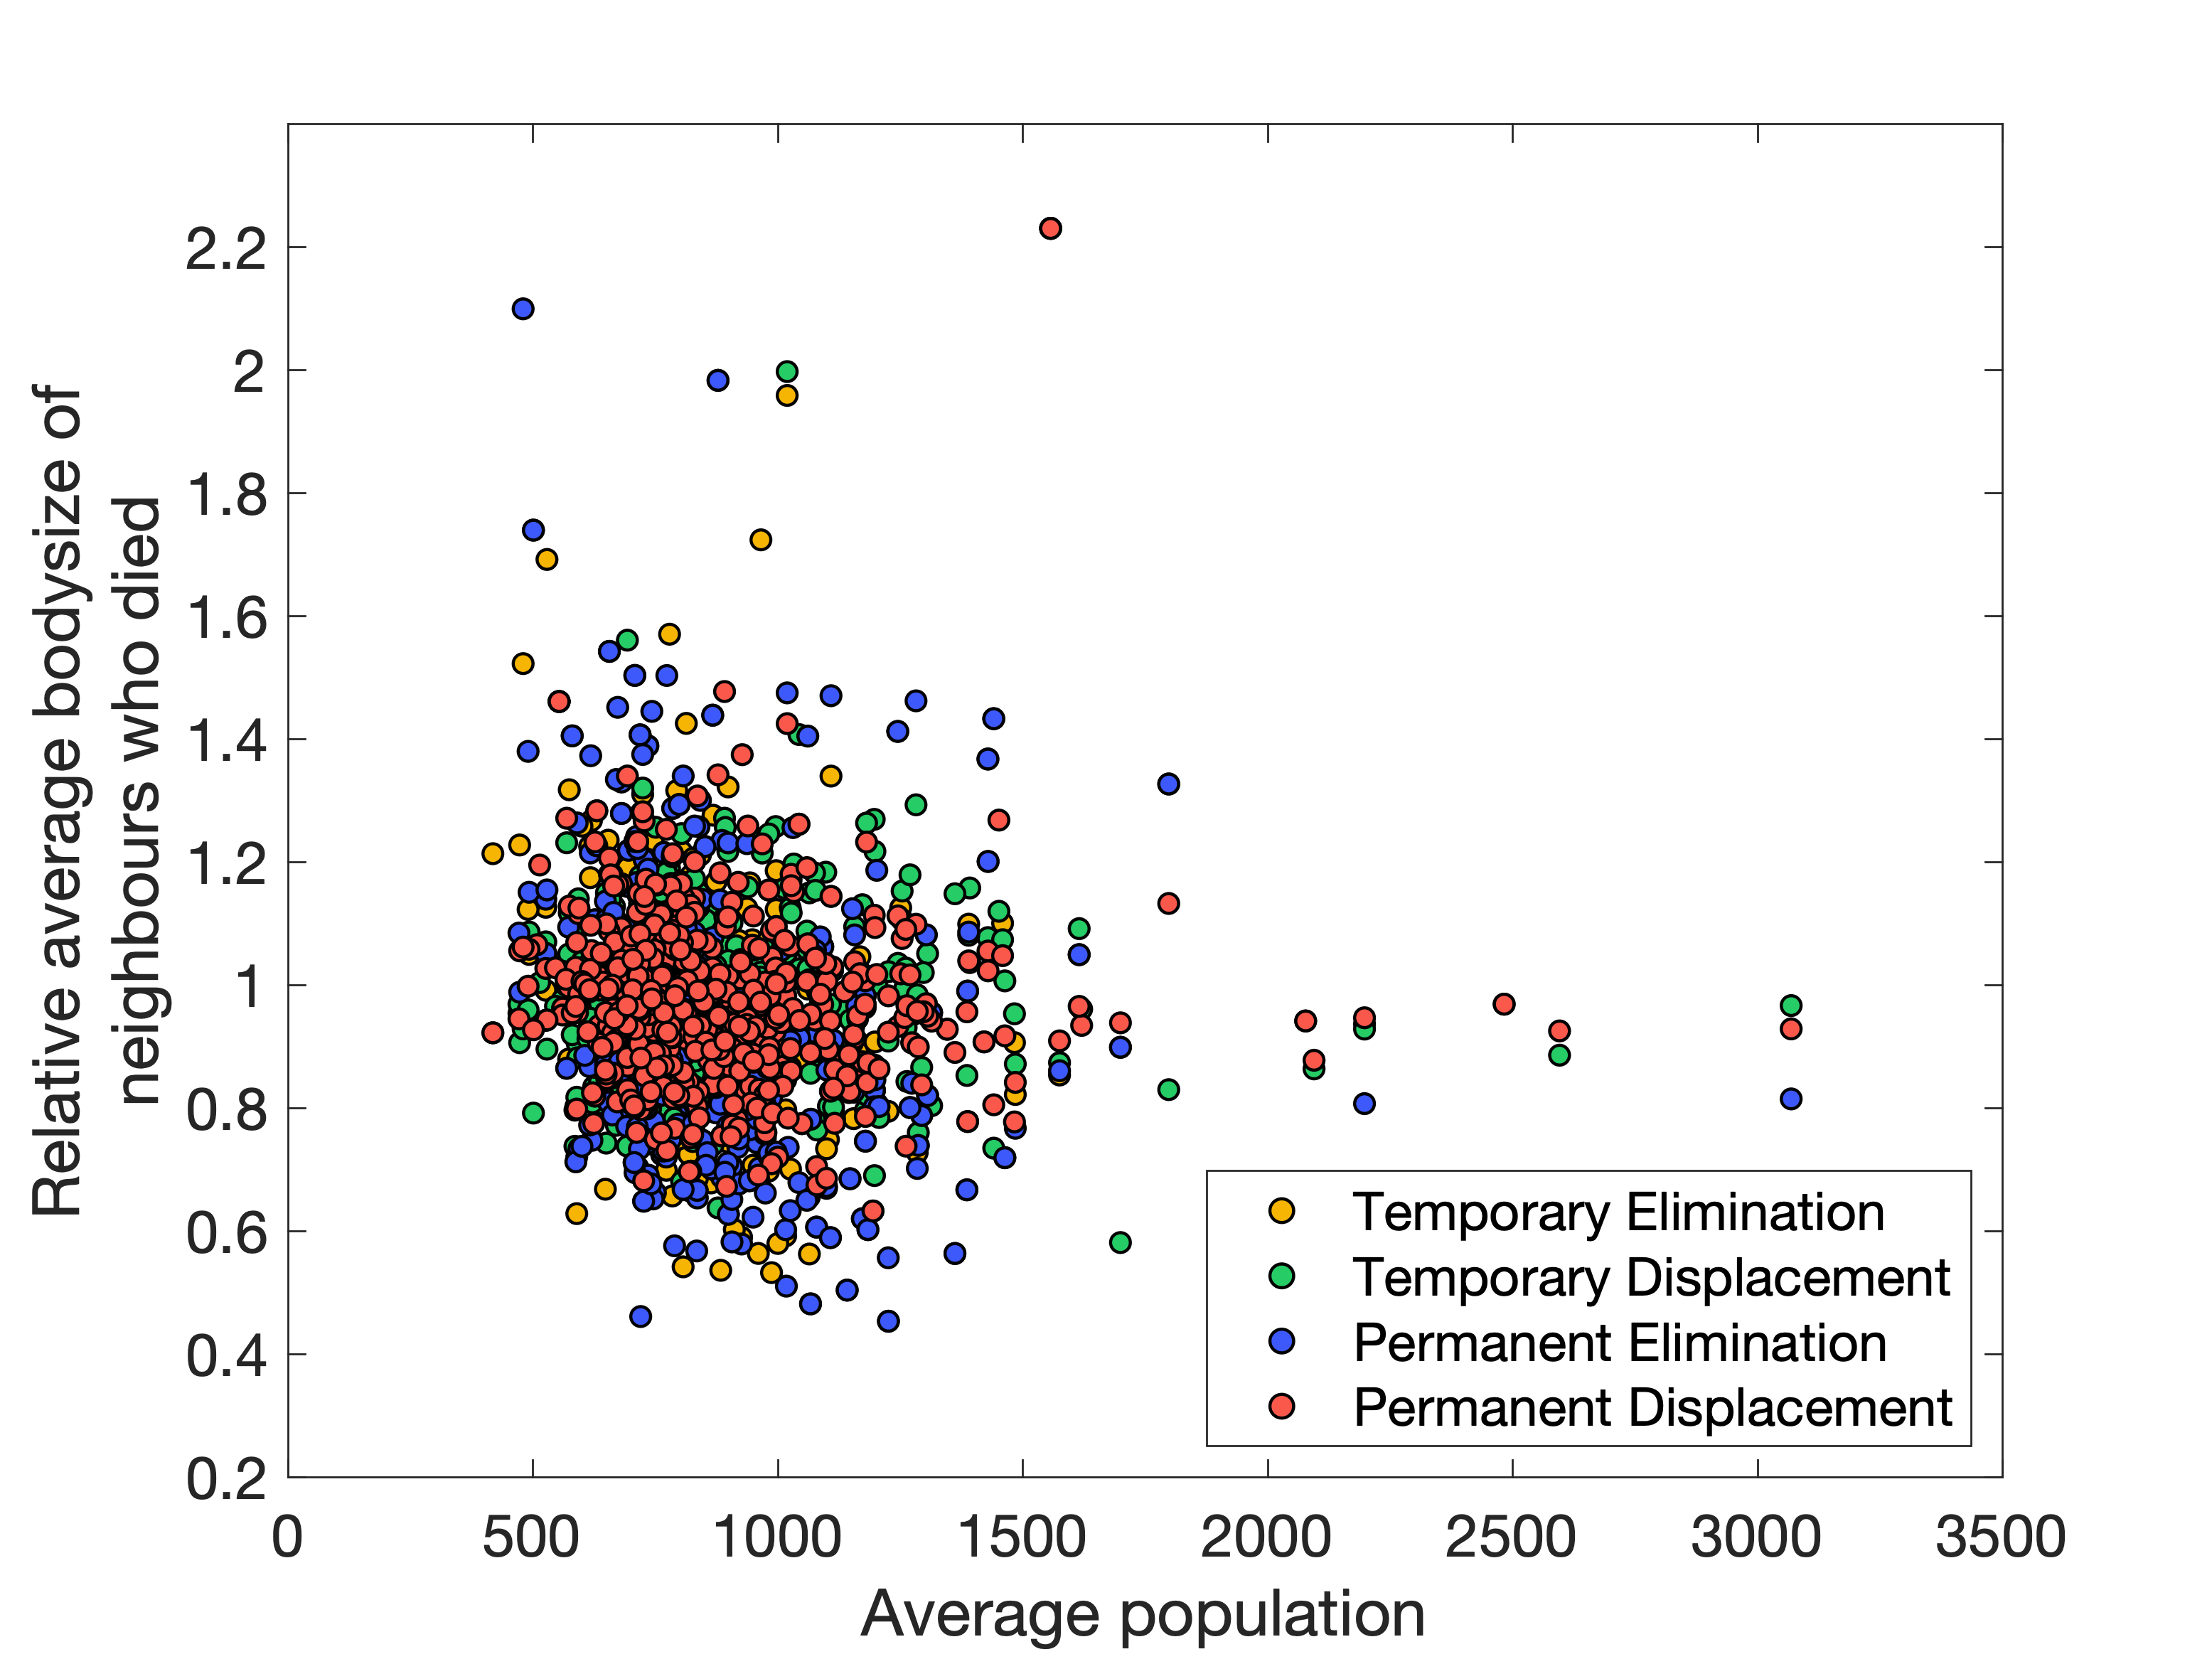 Relative average bodysize of
neighbours who died
2.2
2
1.8
1.6
1.4
1.2
1
0.8
0.6
0.4
0.2
0 500 1000 1500 2000 2500 3000 3500
Average population
Temporary Elimination
Temporary Displacement
Permanent Elimination
Permanent Displacement